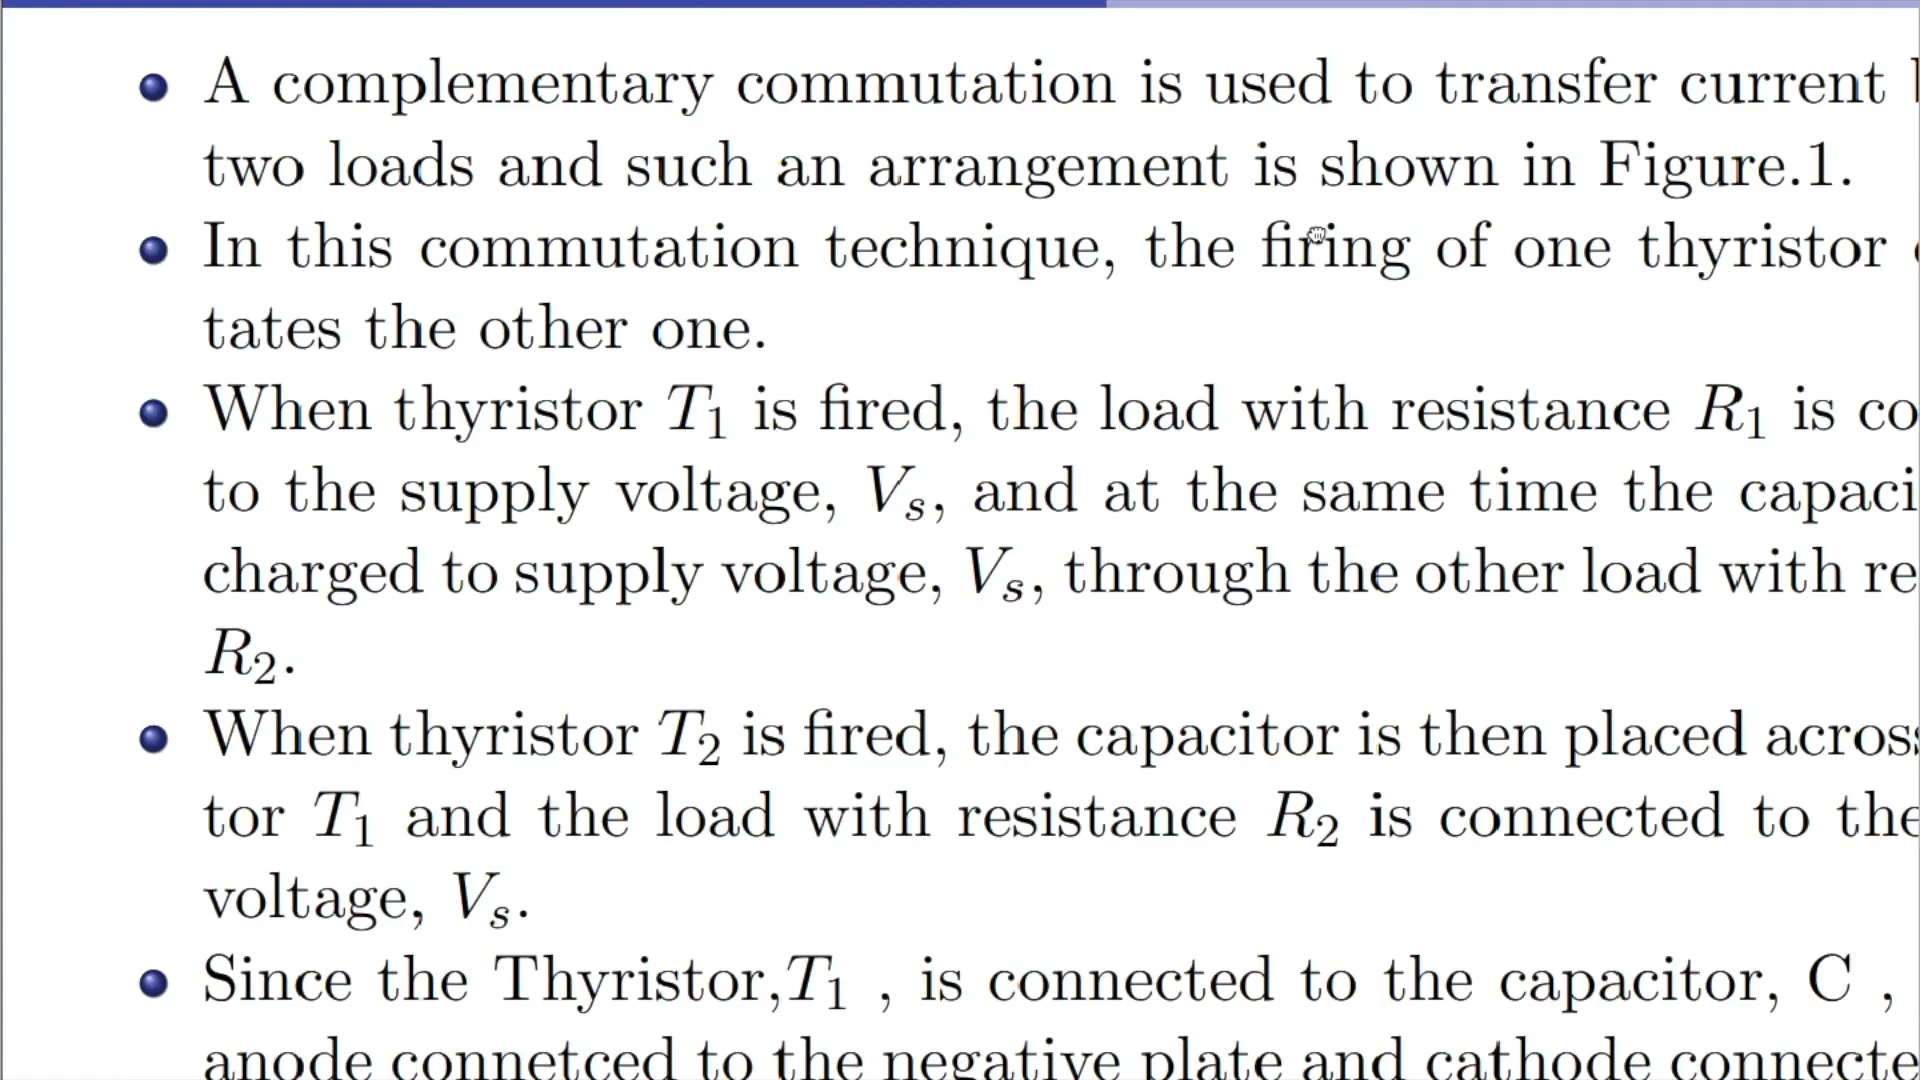 A complementary commutation is used to transfer current
two loads and such an arrangement is shown in Figure.1.
In this commutation technique, the firing of one thyristor
tates the other one.
When thyristor T₁ is fired, the load with resistance R₁ is co
to the supply voltage, Vₛ, and at the same time the capaci
charged to supply voltage, Vₛ, through the other load with re
R₂.
When thyristor T₂ is fired, the capacitor is then placed across
tor T₁ and the load with resistance R₂ is connected to the
voltage, Vₛ.
Since the Thyristor,T₁ , is connected to the capacitor, C ,
anode connetced to the negative plate and cathode connecte